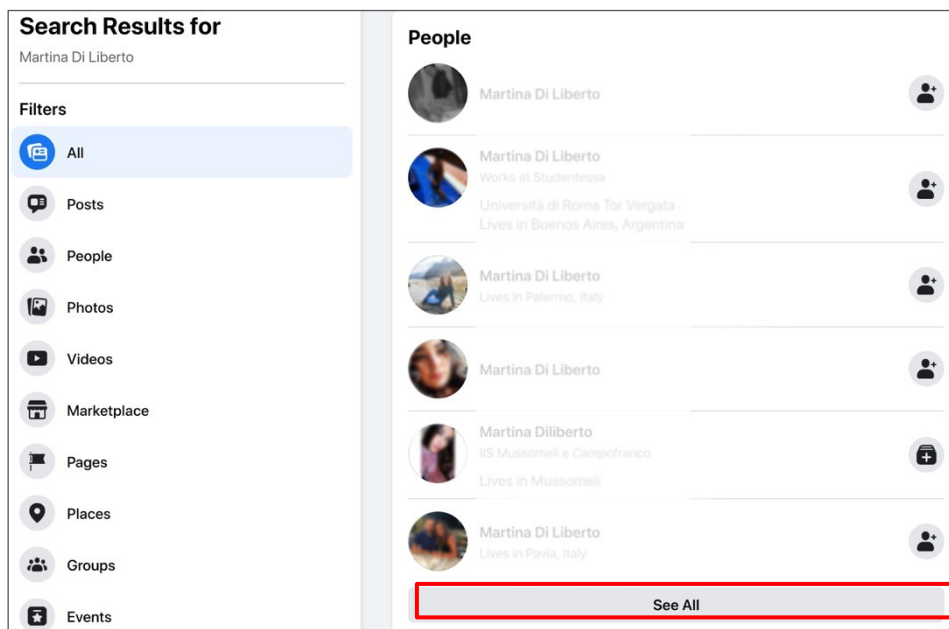 Search Results for
Martina Di Liberto
Filters
All
Posts
People
Photos
Videos
Marketplace
Pages
Places
Groups
Events
People
Martina Di Liberto
Martina Di Liberto
Works at Studentessa
Università di Roma Tor Vergata
Lives in Buenos Aires, Argentina
Martina Di Liberto
Lives in Palermo, Italy
Martina Di Liberto
Martina Diliberto
IIS Mussomeli e Campofranco
Lives in Mussomeli
Martina Di Liberto
Lives in Pavia, Italy
See All